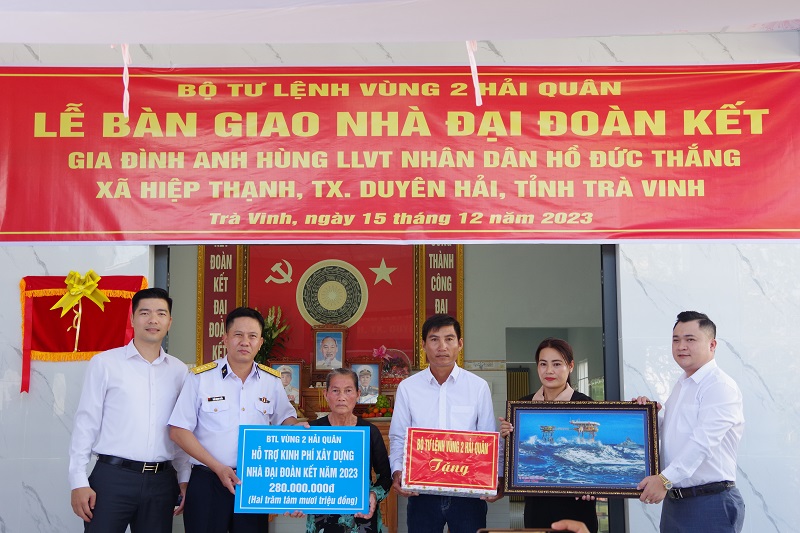 BỘ TƯ LỆNH VÙNG 2 HẢI QUÂN
LỄ BÀN GIAO NHÀ ĐẠI ĐOÀN KẾT
GIA ĐÌNH ANH HÙNG LLVT NHÂN DÂN HỒ ĐỨC THẮNG
XÃ HIỆP THẠNH, TX. DUYÊN HẢI, TỈNH TRÀ VINH
Trà Vinh, ngày 15 tháng 12 năm 2023
KẾT
ĐOÀN KẾT
ĐẠI
ĐOÀN
KẾT
THÀNH
CÔNG
ĐẠI
BTL VÙNG 2 HẢI QUÂN
HỖ TRỢ KINH PHÍ XÂY DỰNG
NHÀ ĐẠI ĐOÀN KẾT NĂM 2023
280.000.000đ
(Hai trăm tám mươi triệu đồng)
BỘ TƯ LỆNH VÙNG 2 HẢI QUÂN
Tặng